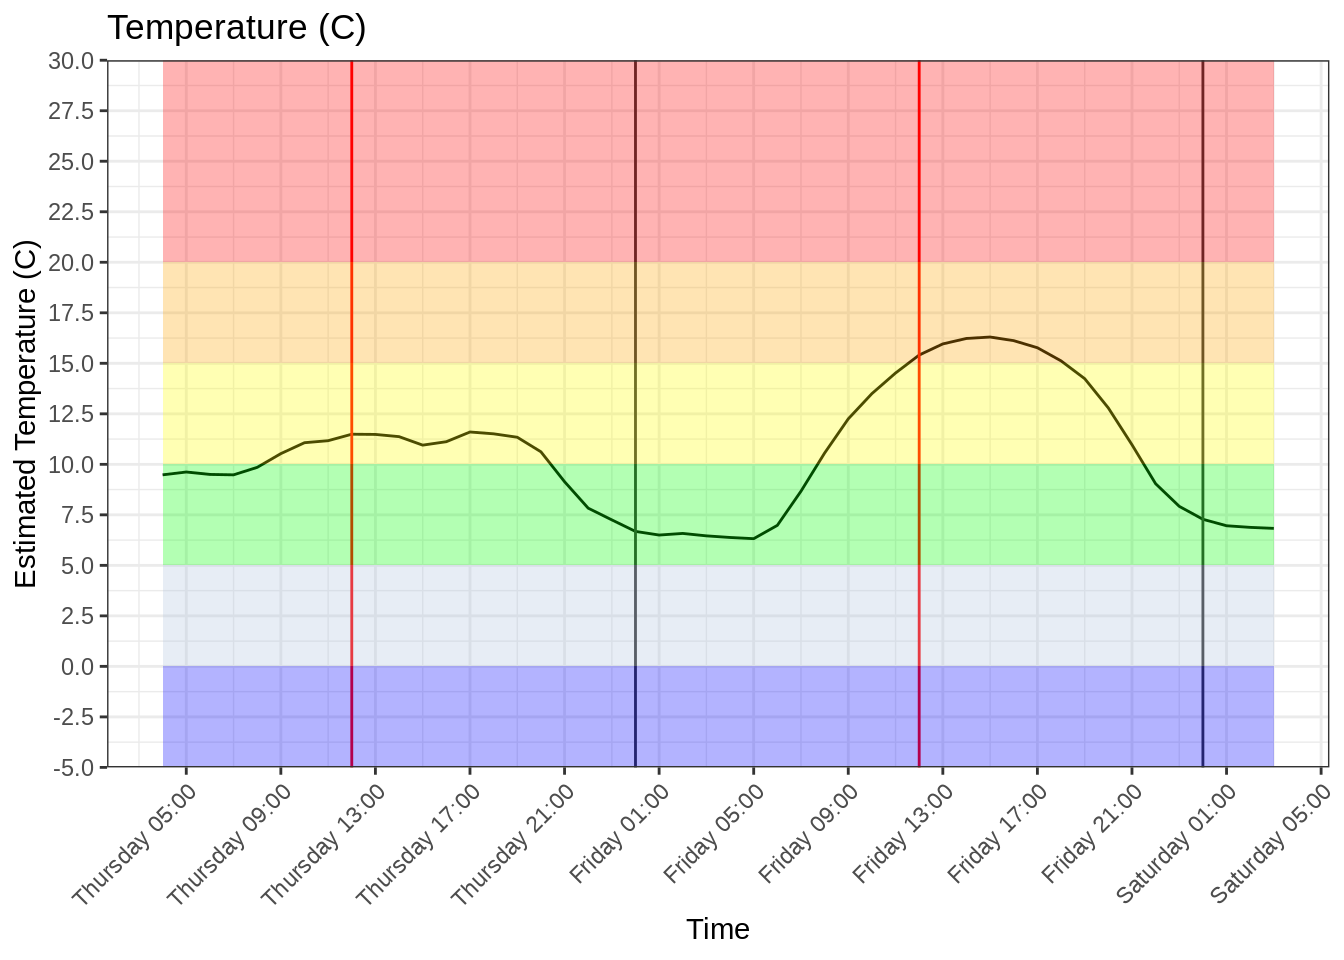 Temperature (C)
30.0
27.5
25.0
22.5
20.0
17.5
15.0
12.5
10.0
7.5
5.0
2.5
0.0
-2.5
-5.0
Estimated Temperature (C)
Thursday 05:00
Thursday 09:00
Thursday 13:00
Thursday 17:00
Thursday 21:00
Friday 01:00
Friday 05:00
Friday 09:00
Friday 13:00
Friday 17:00
Friday 21:00
Saturday 01:00
Saturday 05:00
Time